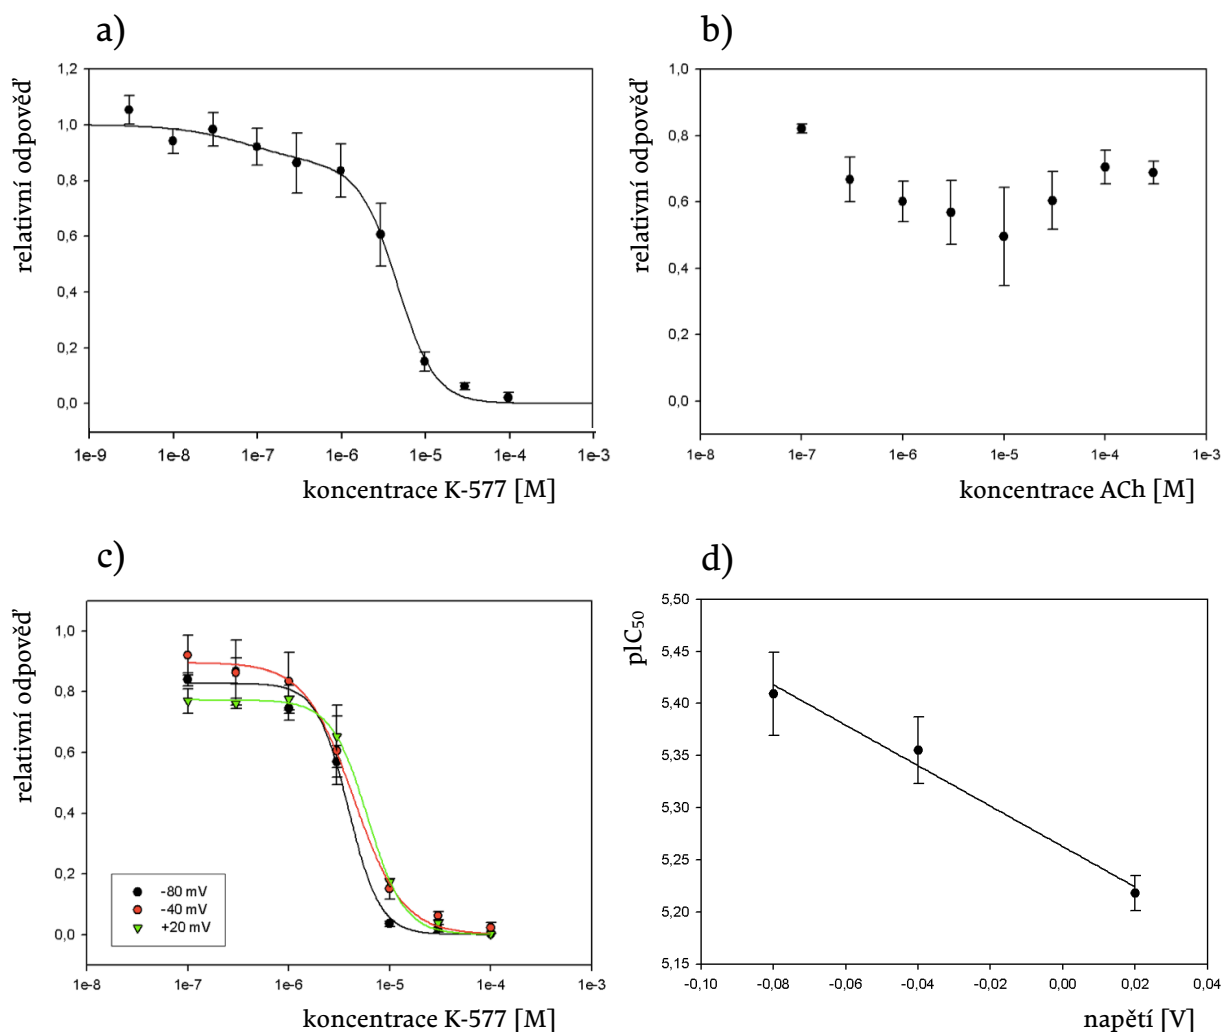 a)
relativní odpověď
1,2
1,0
0,8
0,6
0,4
0,2
0,0
1e-9 1e-8 1e-7 1e-6 1e-5 1e-4 1e-3
koncentrace K-577 [M]
b)
relativní odpověď
1,0
0,8
0,6
0,4
0,2
0,0
1e-8 1e-7 1e-6 1e-5 1e-4 1e-3
koncentrace ACh [M]
c)
relativní odpověď
1,0
0,8
0,6
0,4
0,2
0,0
-80 mV
-40 mV
+20 mV
1e-8 1e-7 1e-6 1e-5 1e-4 1e-3
koncentrace K-577 [M]
d)
pIC50
5,50
5,45
5,40
5,35
5,30
5,25
5,20
5,15
-0,10 -0,08 -0,06 -0,04 -0,02 0,00 0,02 0,04
napětí [V]